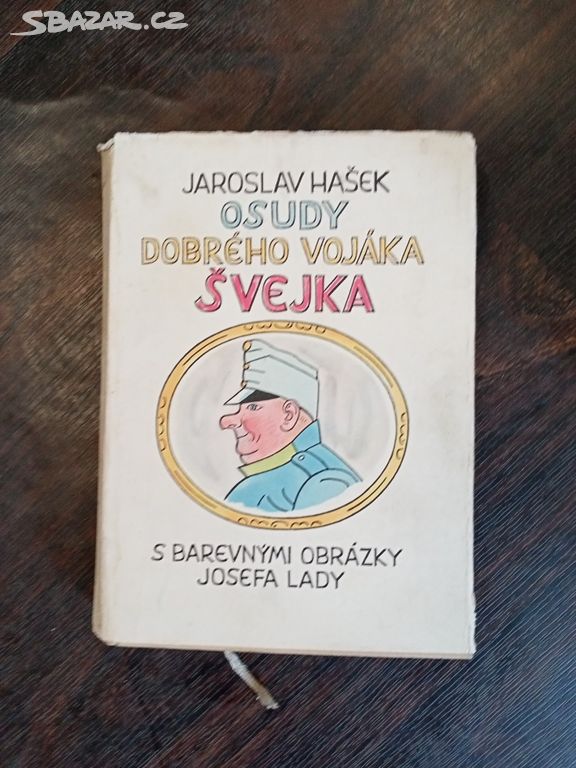 SBAZAR.CZ
JAROSLAV HAŠEK
OSUDY
DOBRÉHO VOJÁKA
ŠVEJKA
S BAREVNÝMI OBRÁZKY
JOSEFA LADY